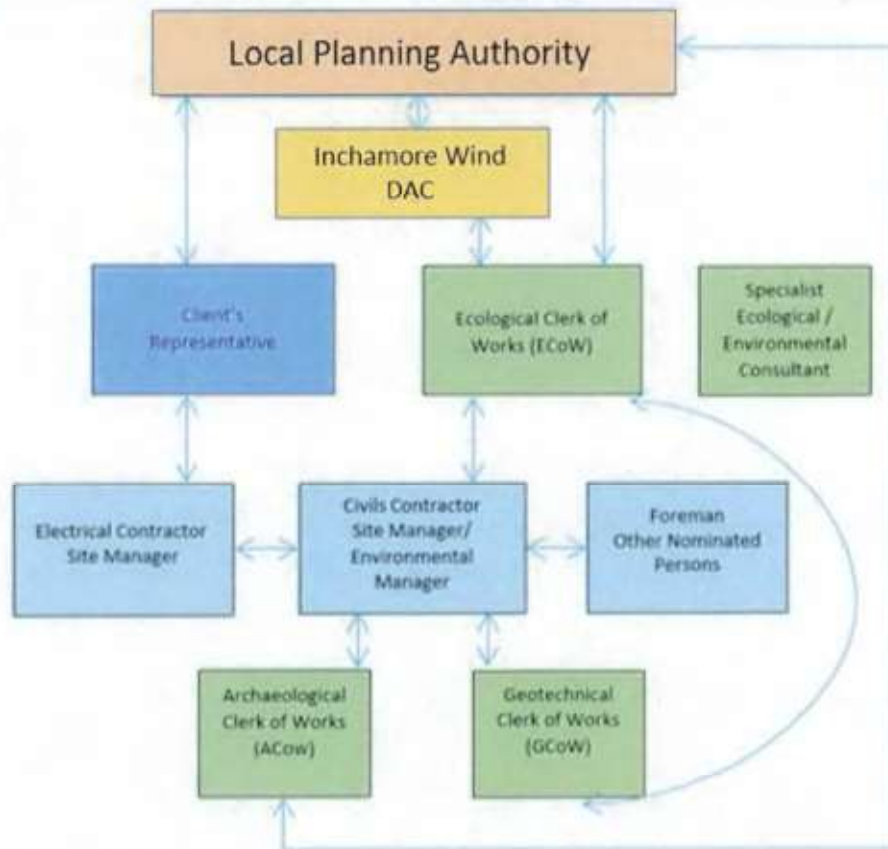 Local Planning Authority
Inchamore Wind
DAC
Client's
Representative
Ecological Clerk of
Works (ECoW)
Specialist
Ecological /
Environmental
Consultant
Electrical Contractor
Site Manager
Civils Contractor
Site Manager/
Environmental
Manager
Foreman
Other Nominated
Persons
Archaeological
Clerk of Works
(ACow)
Geotechnical
Clerk of Works
(GCoW)